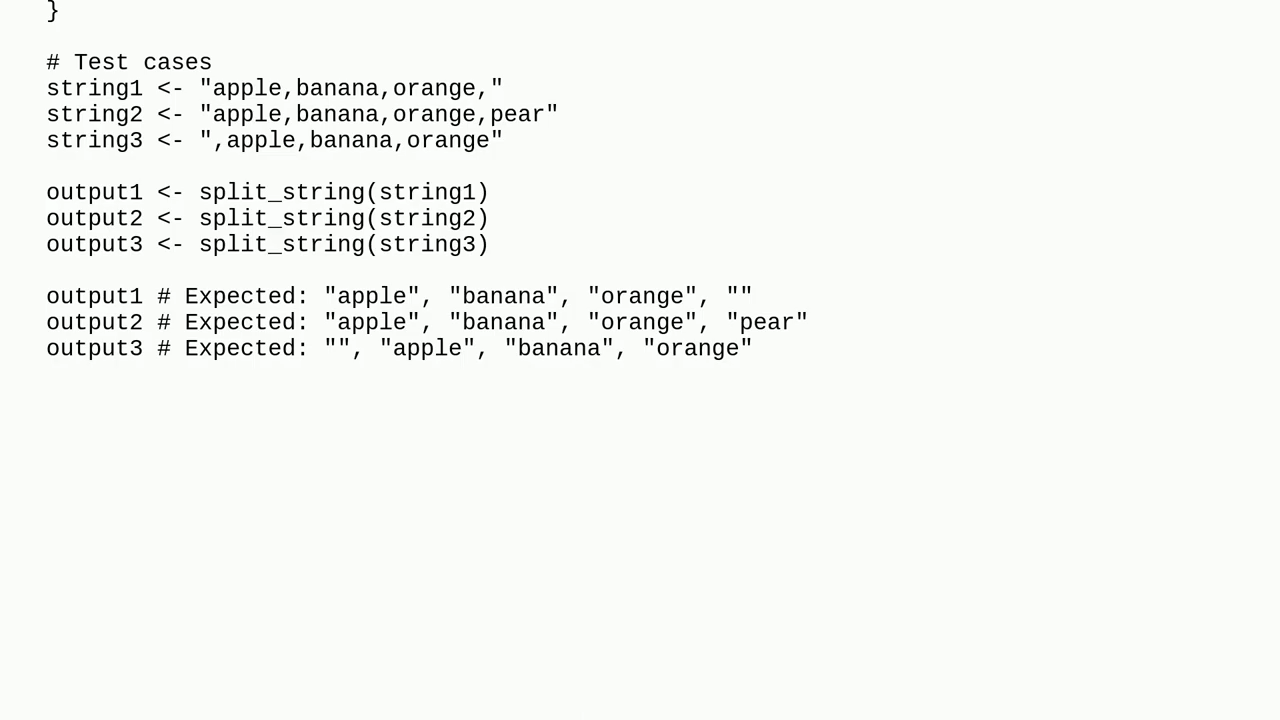 }
# Test cases
string1 <- "apple,banana,orange,"
string2 <- "apple,banana,orange,pear"
string3 <- ",apple,banana,orange"
output1 <- split_string(string1)
output2 <- split_string(string2)
output3 <- split_string(string3)
output1 # Expected: "apple", "banana", "orange", ""
output2 # Expected: "apple", "banana", "orange", "pear"
output3 # Expected: "", "apple", "banana", "orange"